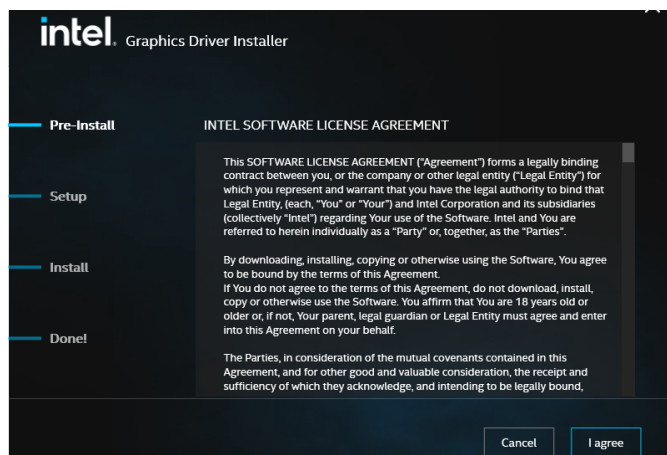 intel. Graphics Driver Installer
Pre-Install
Setup
Install
Done!
INTEL SOFTWARE LICENSE AGREEMENT
This SOFTWARE LICENSE AGREEMENT (“Agreement”) forms a legally binding
contract between you, or the company or other legal entity (“Legal Entity”) for
which you represent and warrant that you have the legal authority to bind that
Legal Entity, (each, “You” or “Your”) and Intel Corporation and its subsidiaries
(collectively “Intel”) regarding Your use of the Software. Intel and You are
referred to herein individually as a “Party” or, together, as the “Parties”.
By downloading, installing, copying or otherwise using the Software, You agree
to be bound by the terms of this Agreement.
If You do not agree to the terms of this Agreement, do not download, install,
copy or otherwise use the Software. You affirm that You are 18 years old or
older or, if not, Your parent, legal guardian or Legal Entity must agree and enter
into this Agreement on your behalf.
The Parties, in consideration of the mutual covenants contained in this
Agreement, and for other good and valuable consideration, the receipt and
sufficiency of which they acknowledge, and intending to be legally bound,
Cancel
I agree